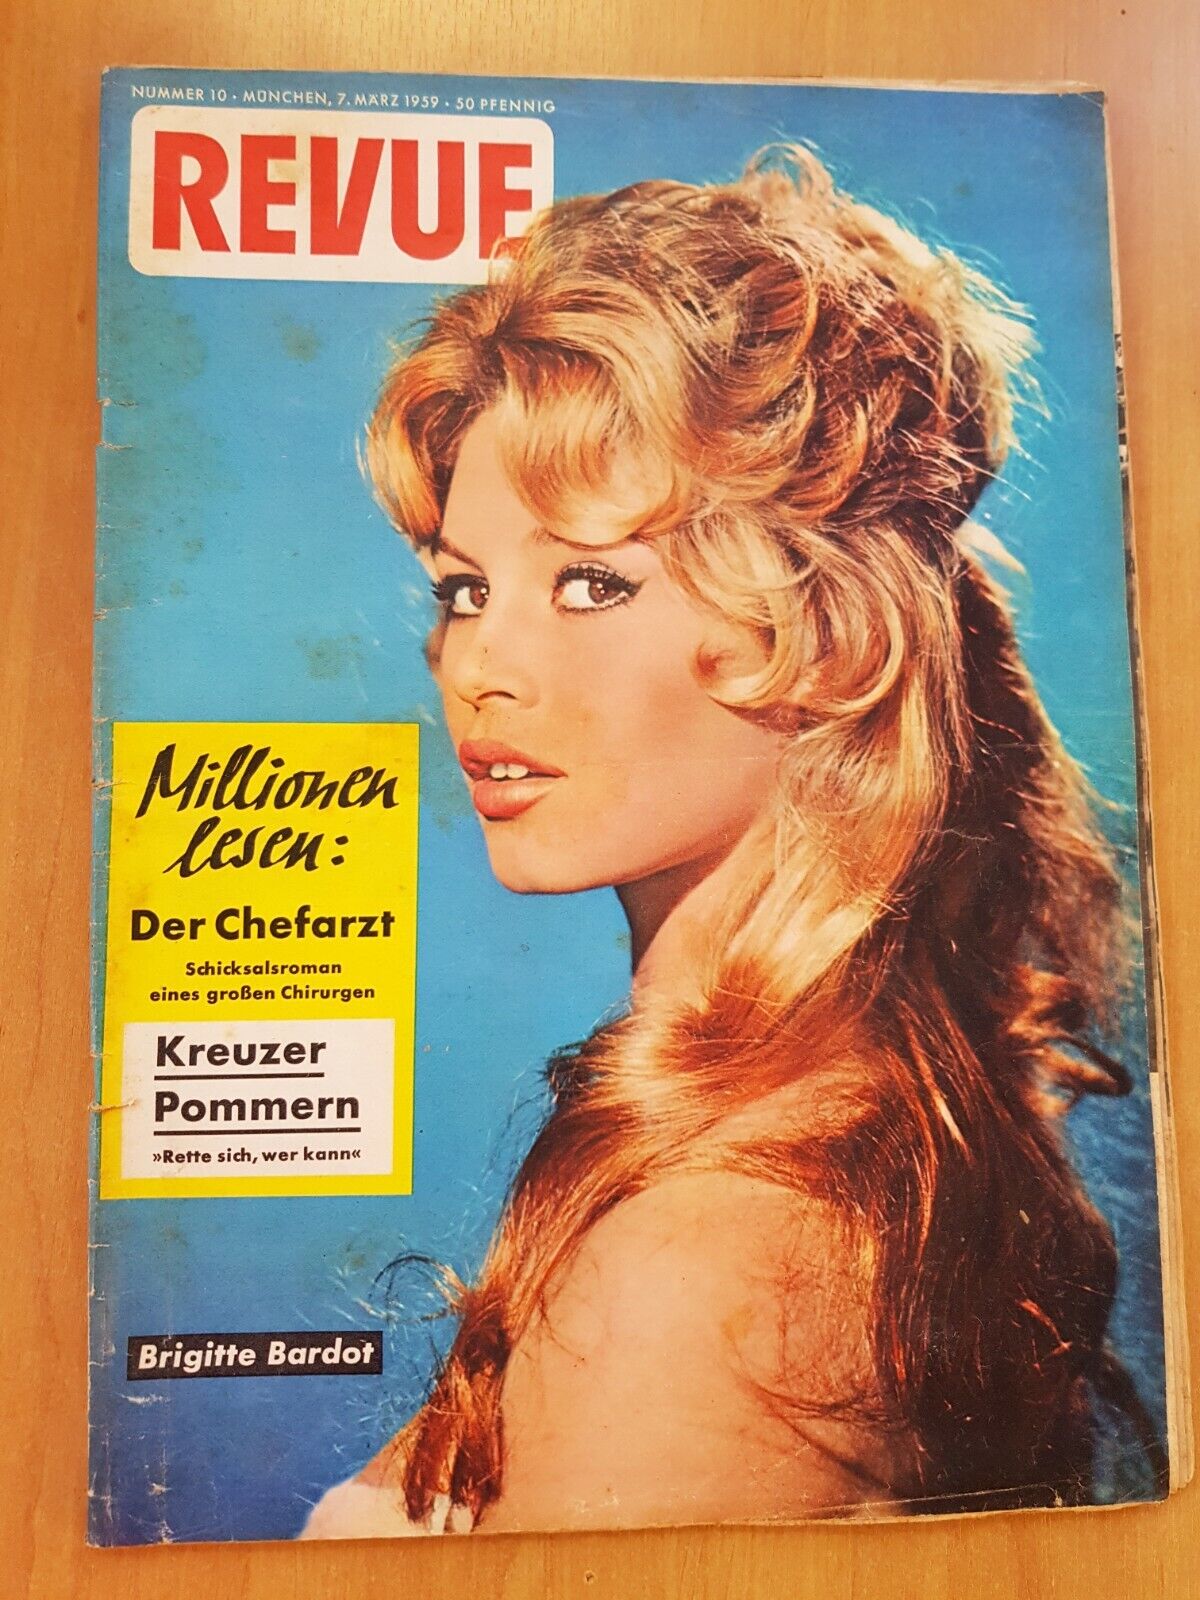 NUMMER 10 · MÜNCHEN, 7. MÄRZ 1959 · 50 PFENNIG
REVUE
Millionen
lesen:
Der Chefarzt
Schicksalsroman
eines großen Chirurgen
Kreuzer
Pommern
»Rette sich, wer kann«
Brigitte Bardot